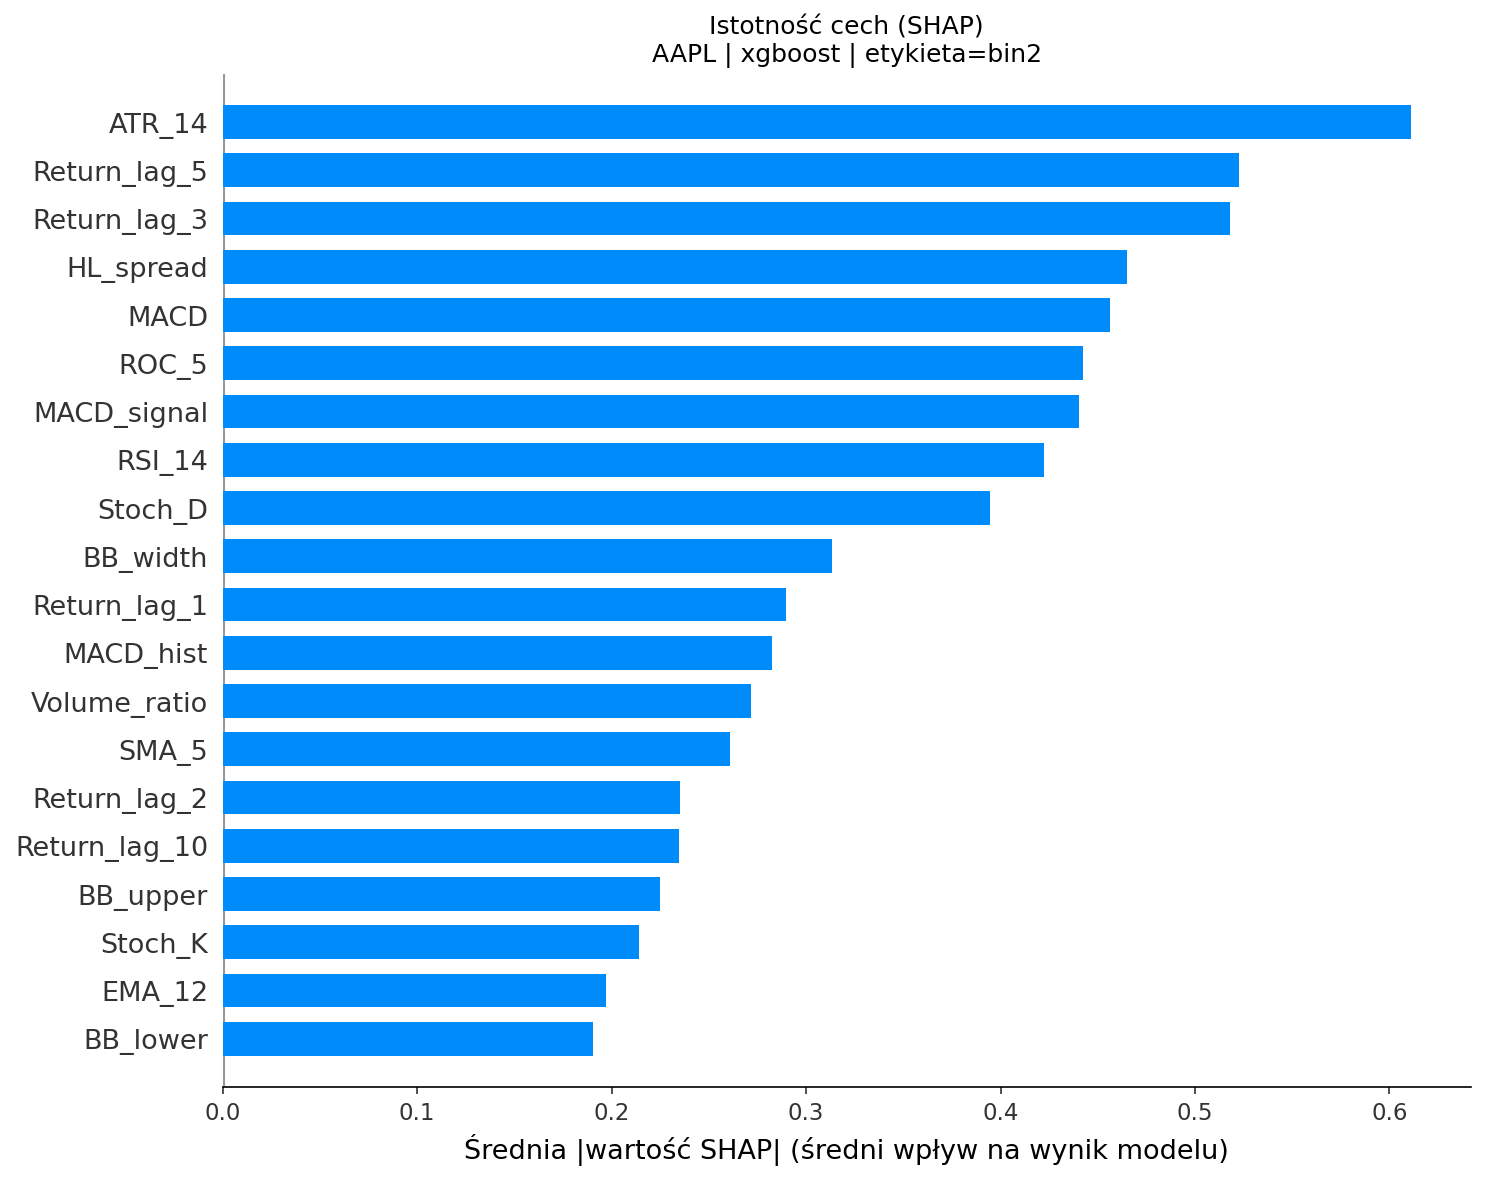 Istotność cech (SHAP)
AAPL | xgboost | etykieta=bin2
ATR_14
Return_lag_5
Return_lag_3
HL_spread
MACD
ROC_5
MACD_signal
RSI_14
Stoch_D
BB_width
Return_lag_1
MACD_hist
Volume_ratio
SMA_5
Return_lag_2
Return_lag_10
BB_upper
Stoch_K
EMA_12
BB_lower
0.0 0.1 0.2 0.3 0.4 0.5 0.6
Średnia |wartość SHAP| (średni wpływ na wynik modelu)